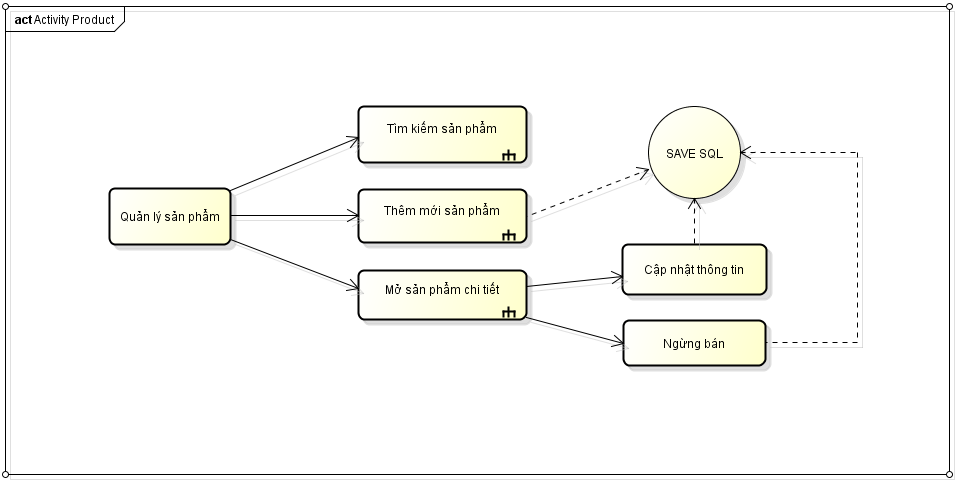 act Activity Product
Tìm kiếm sản phẩm
SAVE SQL
Quản lý sản phẩm
Thêm mới sản phẩm
Mở sản phẩm chi tiết
Cập nhật thông tin
Ngừng bán